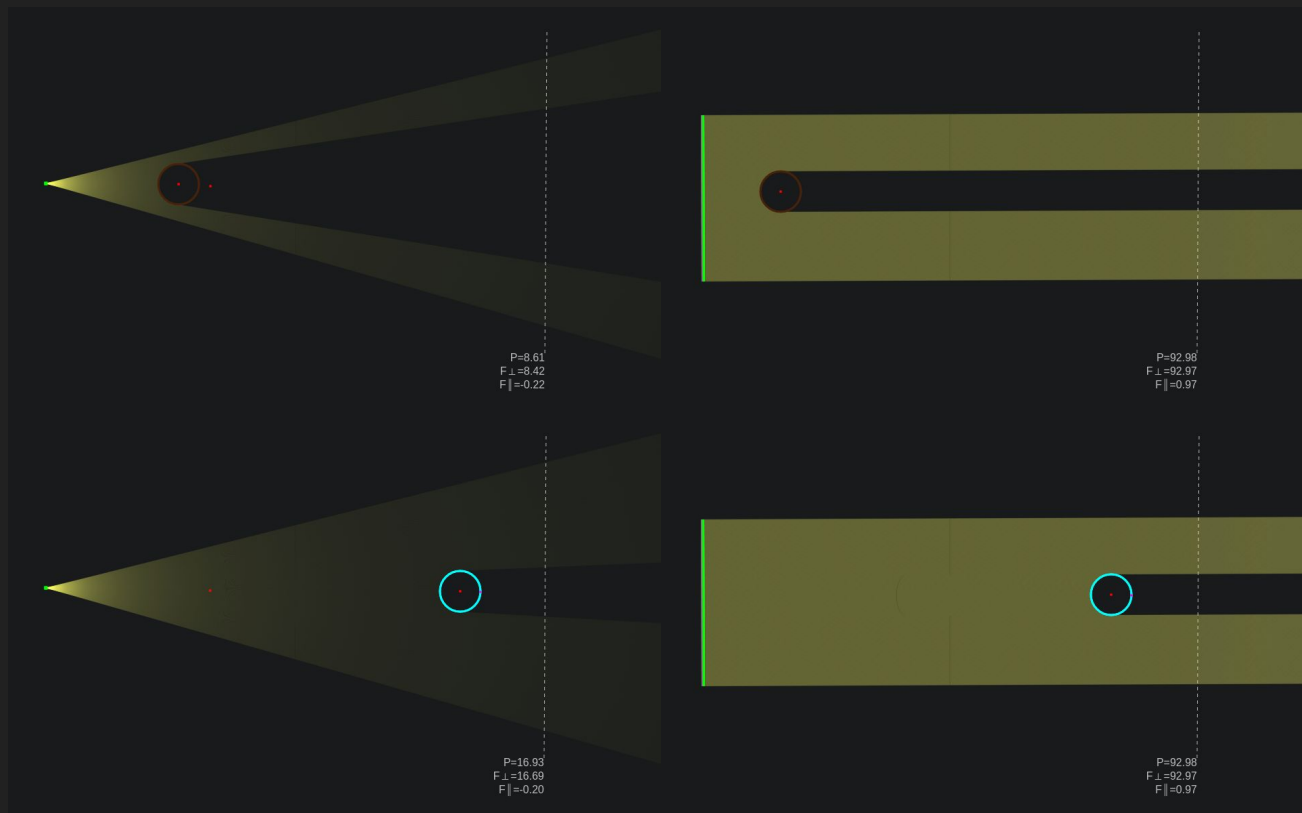 P=8.61
F⊥=8.42
F∥=-0.22
P=92.98
F⊥=92.97
F∥=0.97
P=16.93
F⊥=16.69
F∥=-0.20
P=92.98
F⊥=92.97
F∥=0.97